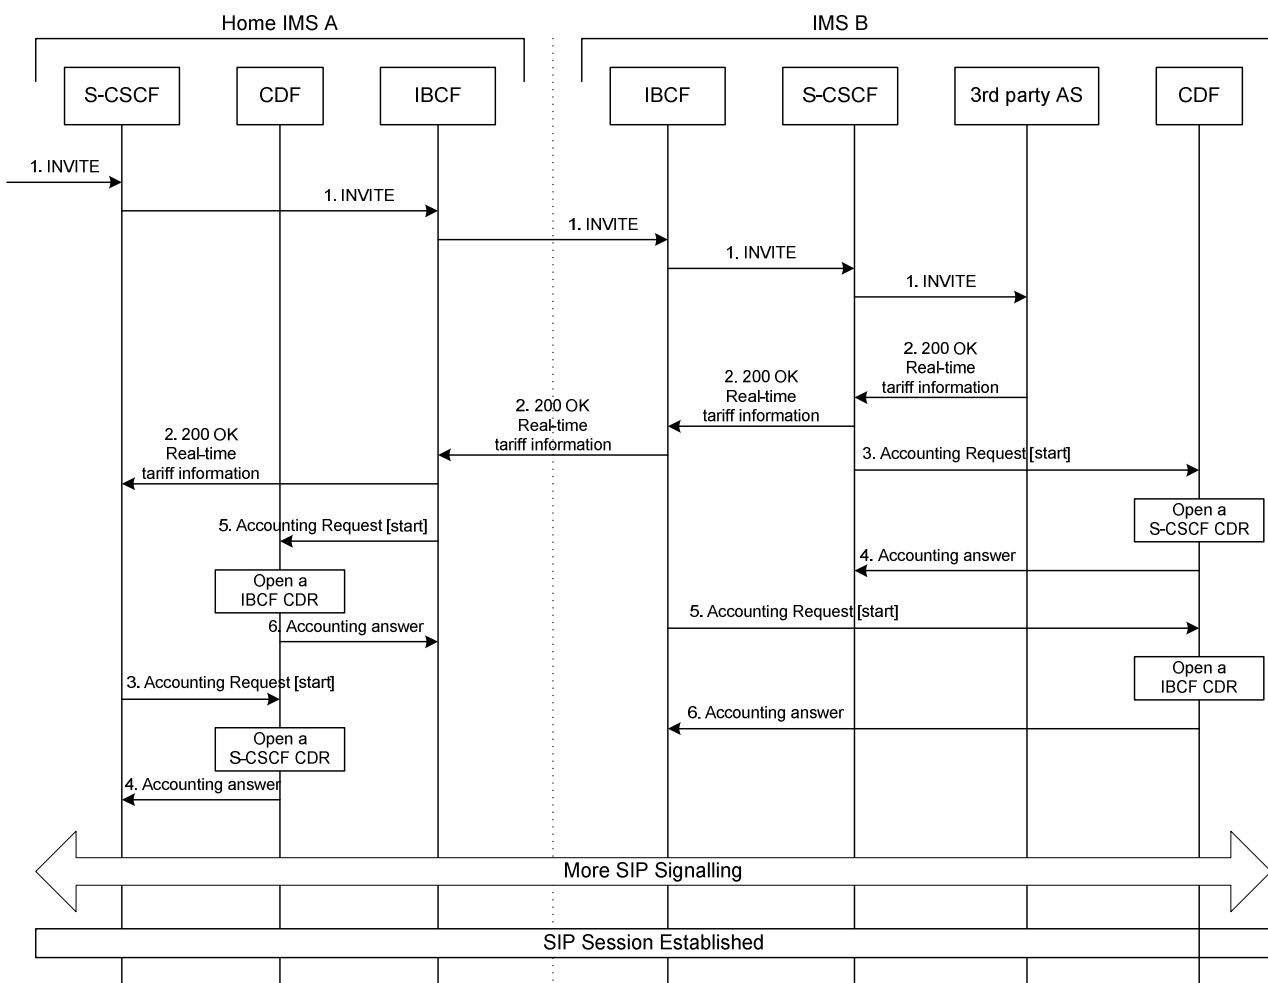 Home IMS A
IMS B
S-CSCF
CDF
IBCF
IBCF
S-CSCF
3rd party AS
CDF
1. INVITE
1. INVITE
1. INVITE
1. INVITE
1. INVITE
2. 200 OK
Real-time
tariff information
2. 200 OK
Real-time
tariff information
2. 200 OK
Real-time
tariff information
2. 200 OK
Real-time
tariff information
3. Accounting Request [start]
Open a
S-CSCF CDR
5. Accounting Request [start]
4. Accounting answer
Open a
IBCF CDR
5. Accounting Request [start]
6. Accounting answer
Open a
IBCF CDR
3. Accounting Request [start]
6. Accounting answer
Open a
S-CSCF CDR
4. Accounting answer
More SIP Signalling
SIP Session Established